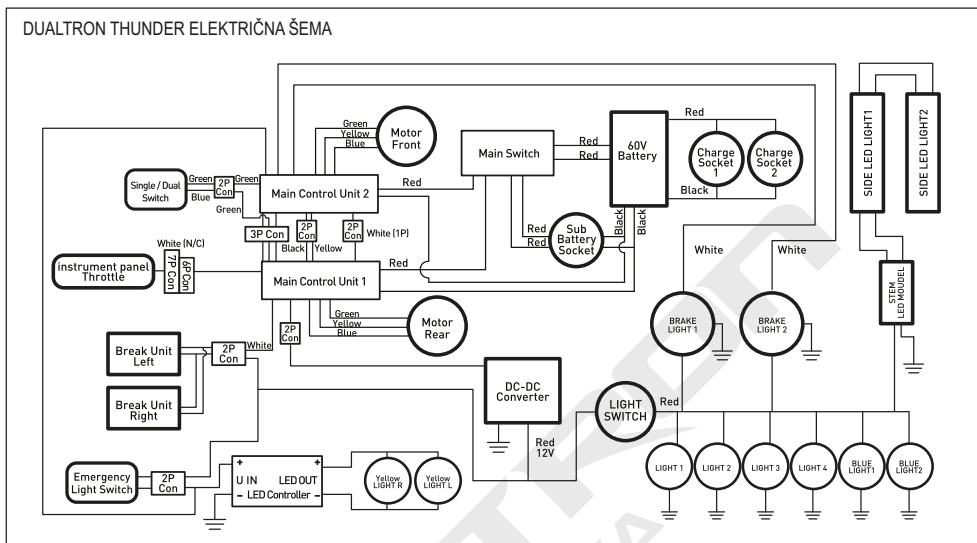 DUALTRON THUNDER ELEKTRIČNA ŠEMA
Green
Yellow
Blue
Motor
Front
Main Switch
Red
Red
60V
Battery
Red
Charge
Socket
1
Charge
Socket
2
Black
SIDE LED LIGHT1
SIDE LED LIGHT2
Single / Dual
Switch
Green
Blue
2P
Con
Green
Green
Main Control Unit 2
Red
3P Con
2P
Con
Black
Yellow
2P
Con
White (1P)
Red
Red
Sub
Battery
Socket
Black
Black
White
White
White (N/C)
instrument panel
Throttle
7P Con
6P Con
Main Control Unit 1
Red
STEM
LED MOUDEL
Green
Yellow
Blue
Motor
Rear
BRAKE
LIGHT 1
BRAKE
LIGHT 2
2P
Con
Break Unit
Left
2P
Con
White
Break Unit
Right
DC-DC
Converter
LIGHT
SWITCH
Red
Red
12V
Emergency
Light Switch
2P
Con
+ +
U IN LED OUT
– LED Controller –
Yellow
LIGHT R
Yellow
LIGHT L
LIGHT 1
LIGHT 2
LIGHT 3
LIGHT 4
BLUE
LIGHT1
BLUE
LIGHT2